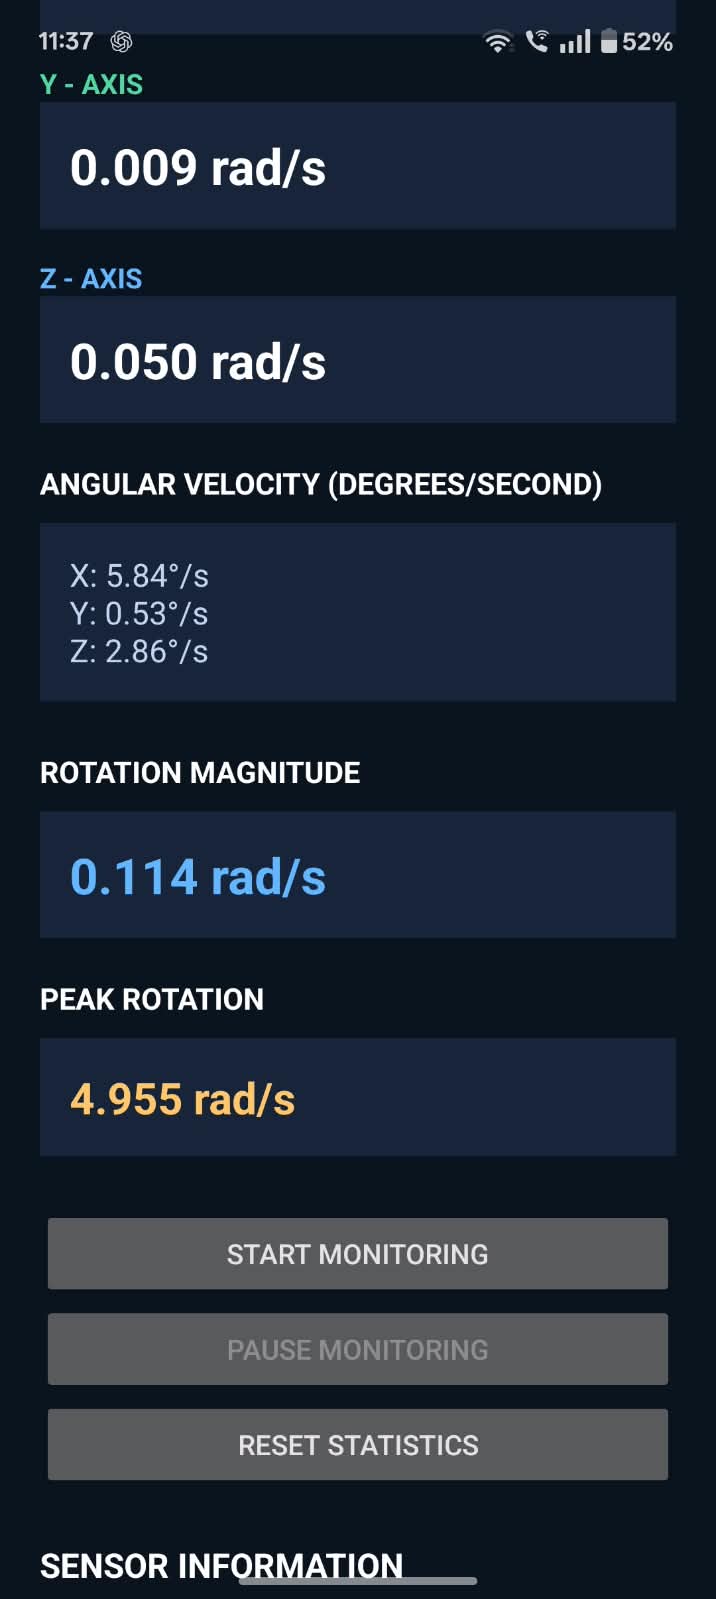 11:37 52%
Y - AXIS
0.009 rad/s
Z - AXIS
0.050 rad/s
ANGULAR VELOCITY (DEGREES/SECOND)
X: 5.84°/s
Y: 0.53°/s
Z: 2.86°/s
ROTATION MAGNITUDE
0.114 rad/s
PEAK ROTATION
4.955 rad/s
START MONITORING
PAUSE MONITORING
RESET STATISTICS
SENSOR INFORMATION